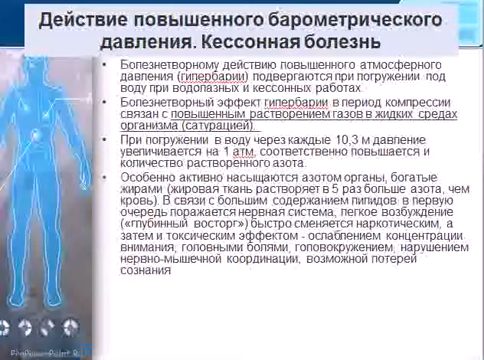 Действие повышенного барометрического
давления. Кессонная болезнь
• Болезнетворному действию повышенного атмосферного
давления (гипербарии) подвергаются при погружении под
воду при водолазных и кессонных работах.
• Болезнетворный эффект гипербарии в период компрессии
связан с повышенным растворением газов в жидких средах
организма (сатурацией).
• При погружении в воду через каждые 10,3 м давление
увеличивается на 1 атм, соответственно повышается и
количество растворенного азота.
• Особенно активно насыщаются азотом органы, богатые
жирами (жировая ткань растворяет в 5 раз больше азота, чем
кровь). В связи с большим содержанием липидов в первую
очередь поражается нервная система, легкое возбуждение
(«глубинный восторг») быстро сменяется наркотическим, а
затем и токсическим эффектом - ослаблением концентрации
внимания, головными болями, головокружением, нарушением
нервно-мышечной координации, возможной потерей
сознания